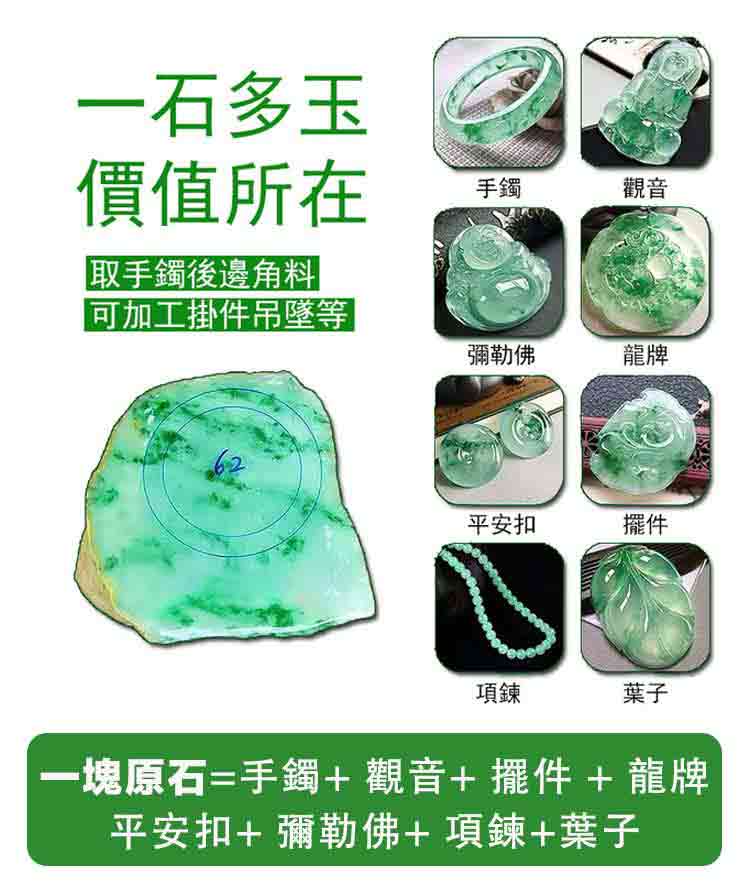 一石多玉
價值所在
取手鐲後邊角料
可加工掛件吊墜等
手鐲
觀音
彌勒佛
龍牌
62
平安扣
擺件
項鍊
葉子
一塊原石=手鐲+ 觀音+ 擺件 + 龍牌
平安扣+ 彌勒佛+ 項鍊+葉子